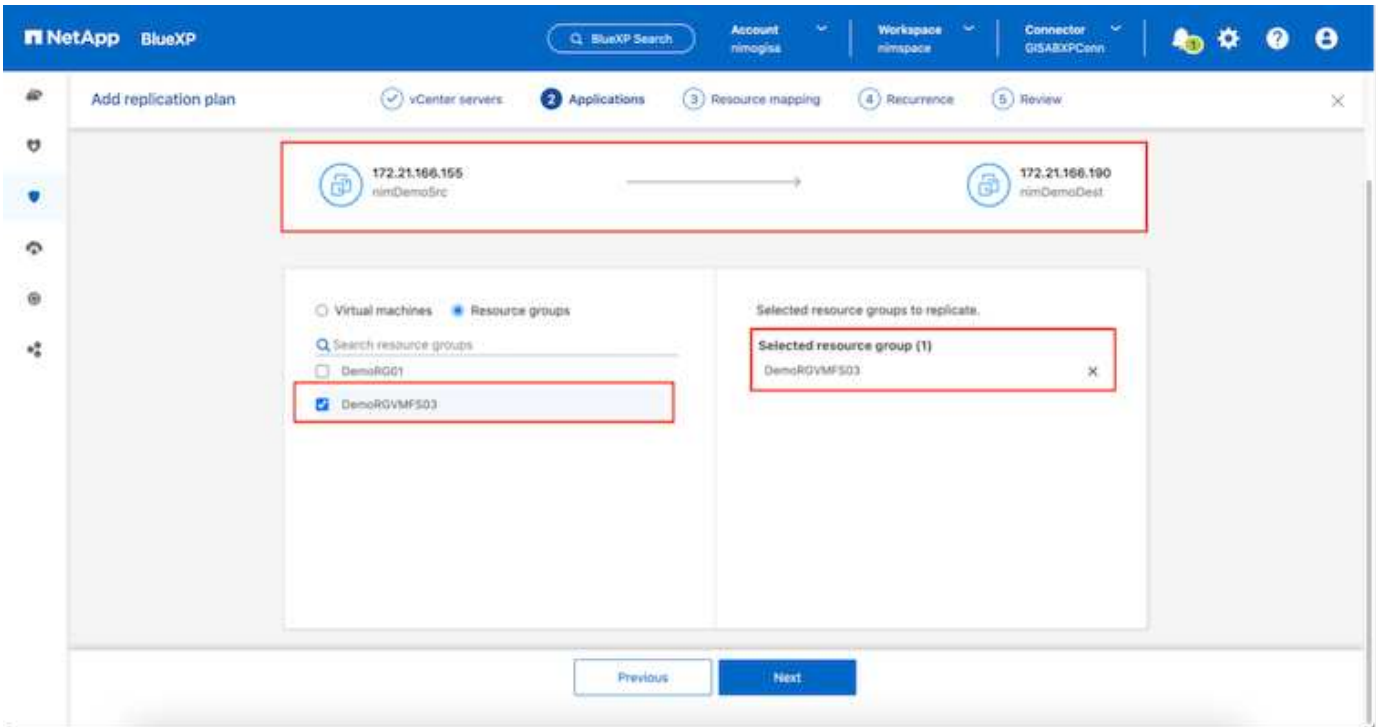 NetApp BlueXP
BlueXP Search
Account
nimogisa
Workspace
nimspace
Connector
GISABXPConn
1
Add replication plan
vCenter servers
2 Applications
3 Resource mapping
4 Recurrence
5 Review
172.21.166.155
nimDemoSrc
172.21.166.190
nimDemoDest
Virtual machines
Resource groups
Search resource groups
DemoRG01
DemoRGVMFS03
Selected resource groups to replicate.
Selected resource group (1)
DemoRGVMFS03
Previous
Next